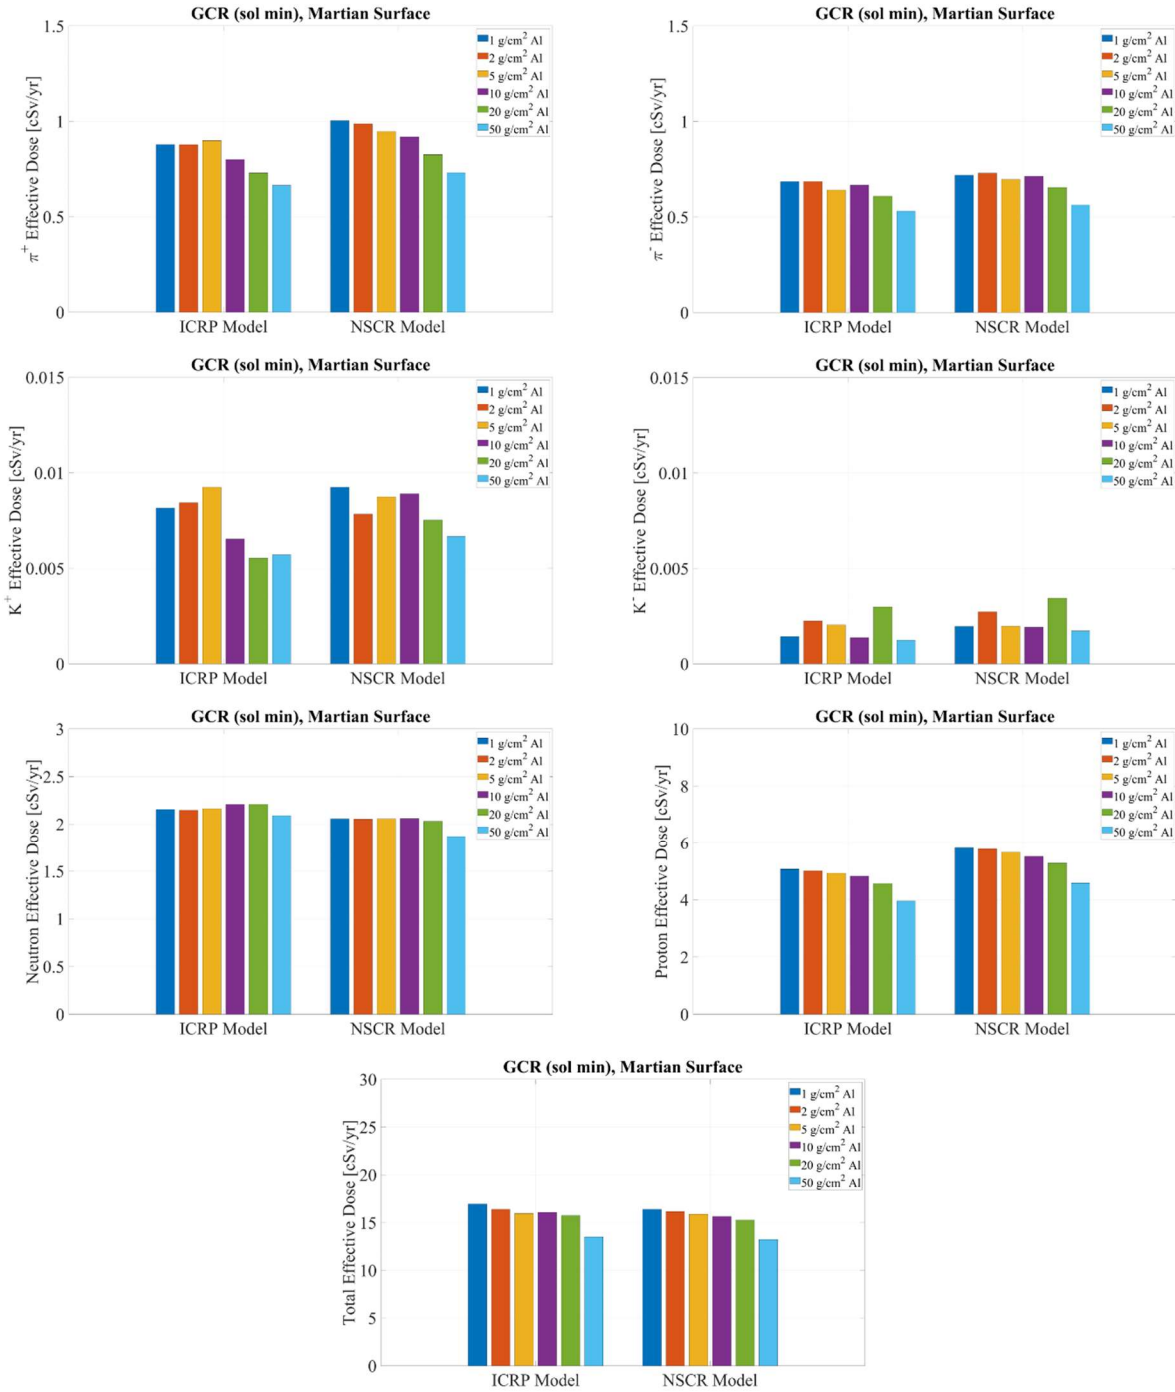 GCR (sol min), Martian Surface
π⁺ Effective Dose [cSv/yr]
1.5
1
0.5
0
1 g/cm² Al
2 g/cm² Al
5 g/cm² Al
10 g/cm² Al
20 g/cm² Al
50 g/cm² Al
ICRP Model
NSCR Model
GCR (sol min), Martian Surface
π⁻ Effective Dose [cSv/yr]
1.5
1
0.5
0
1 g/cm² Al
2 g/cm² Al
5 g/cm² Al
10 g/cm² Al
20 g/cm² Al
50 g/cm² Al
ICRP Model
NSCR Model
GCR (sol min), Martian Surface
K⁺ Effective Dose [cSv/yr]
0.015
0.01
0.005
0
1 g/cm² Al
2 g/cm² Al
5 g/cm² Al
10 g/cm² Al
20 g/cm² Al
50 g/cm² Al
ICRP Model
NSCR Model
GCR (sol min), Martian Surface
K⁻ Effective Dose [cSv/yr]
0.015
0.01
0.005
0
1 g/cm² Al
2 g/cm² Al
5 g/cm² Al
10 g/cm² Al
20 g/cm² Al
50 g/cm² Al
ICRP Model
NSCR Model
GCR (sol min), Martian Surface
Neutron Effective Dose [cSv/yr]
3
2.5
2
1.5
1
0.5
0
1 g/cm² Al
2 g/cm² Al
5 g/cm² Al
10 g/cm² Al
20 g/cm² Al
50 g/cm² Al
ICRP Model
NSCR Model
GCR (sol min), Martian Surface
Proton Effective Dose [cSv/yr]
10
8
6
4
2
0
1 g/cm² Al
2 g/cm² Al
5 g/cm² Al
10 g/cm² Al
20 g/cm² Al
50 g/cm² Al
ICRP Model
NSCR Model
GCR (sol min), Martian Surface
Total Effective Dose [cSv/yr]
30
25
20
15
10
5
0
1 g/cm² Al
2 g/cm² Al
5 g/cm² Al
10 g/cm² Al
20 g/cm² Al
50 g/cm² Al
ICRP Model
NSCR Model